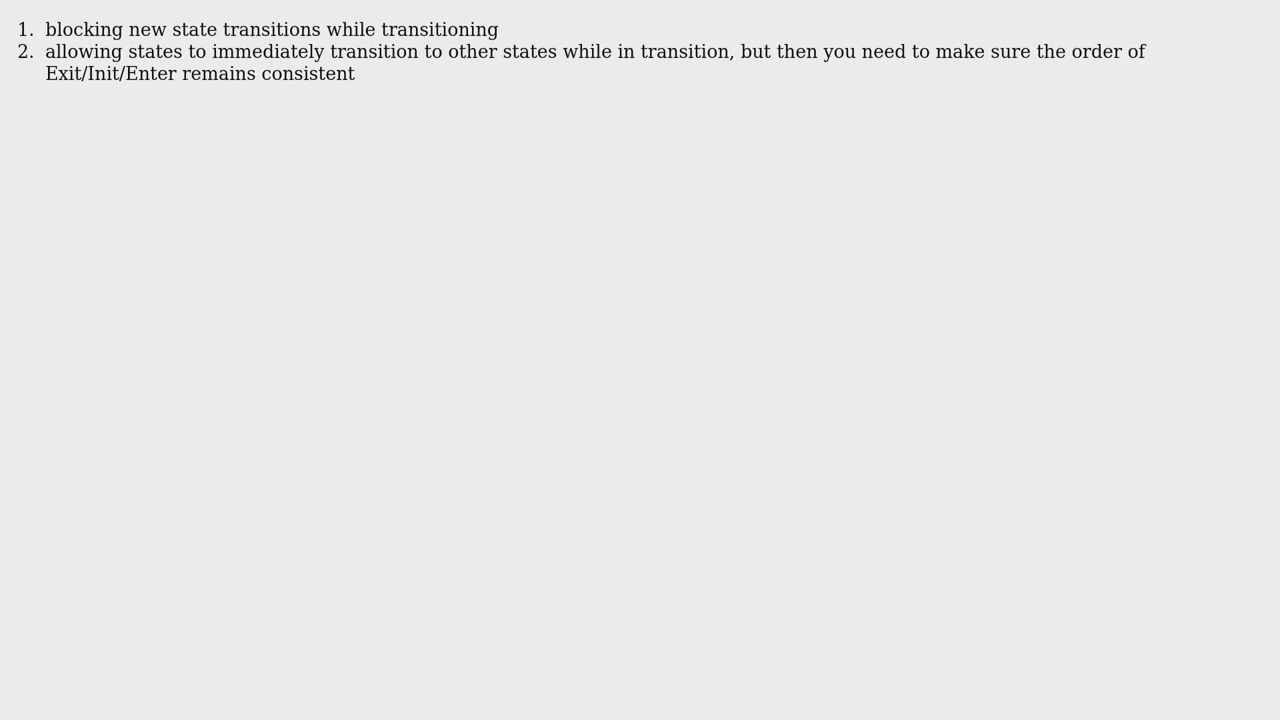 1. blocking new state transitions while transitioning
2. allowing states to immediately transition to other states while in transition, but then you need to make sure the order of
Exit/Init/Enter remains consistent